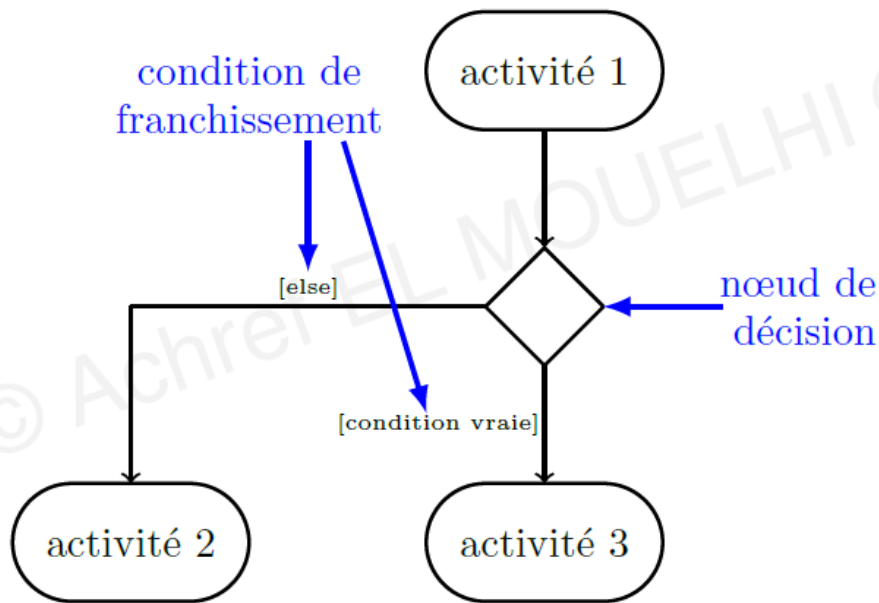 activité 1
condition de
franchissement
[else]
nœud de
décision
[condition vraie]
activité 2
activité 3
© Achref EL MOUELHI ©